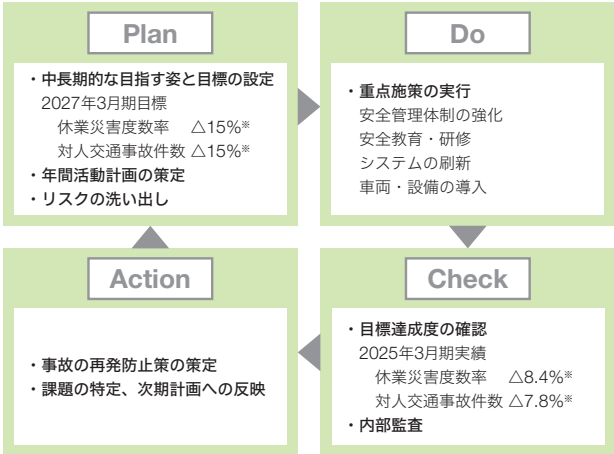 Plan
・中長期的な目指す姿と目標の設定
2027年3月期目標
休業災害度数率 △15%※
対人交通事故件数 △15%※
・年間活動計画の策定
・リスクの洗い出し
Do
・重点施策の実行
安全管理体制の強化
安全教育・研修
システムの刷新
車両・設備の導入
Action
・事故の再発防止策の策定
・課題の特定、次期計画への反映
Check
・目標達成度の確認
2025年3月期実績
休業災害度数率 △8.4%※
対人交通事故件数 △7.8%※
・内部監査